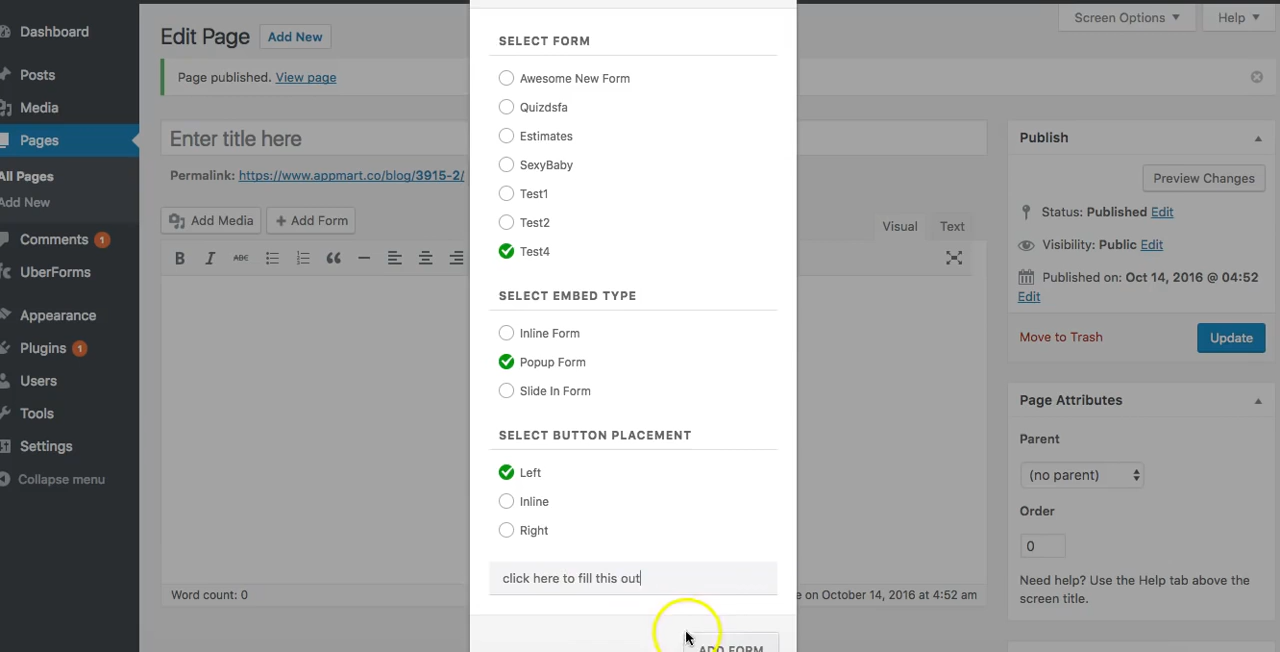 Dashboard
Posts
Media
Pages
All Pages
Add New
Comments 1
UberForms
Appearance
Plugins 1
Users
Tools
Settings
Collapse menu
Screen Options
Help
Edit Page
Add New
Page published. View page
Enter title here
Permalink: https://www.appmart.co/blog/3915-2/
Add Media
+ Add Form
Visual
Text
B I ABC
Word count: 0
e on October 14, 2016 at 4:52 am
SELECT FORM
Awesome New Form
Quizdsfa
Estimates
SexyBaby
Test1
Test2
Test4
SELECT EMBED TYPE
Inline Form
Popup Form
Slide In Form
SELECT BUTTON PLACEMENT
Left
Inline
Right
click here to fill this out
ADD FORM
Publish
Preview Changes
Status: Published Edit
Visibility: Public Edit
Published on: Oct 14, 2016 @ 04:52
Edit
Move to Trash
Update
Page Attributes
Parent
(no parent)
Order
0
Need help? Use the Help tab above the
screen title.